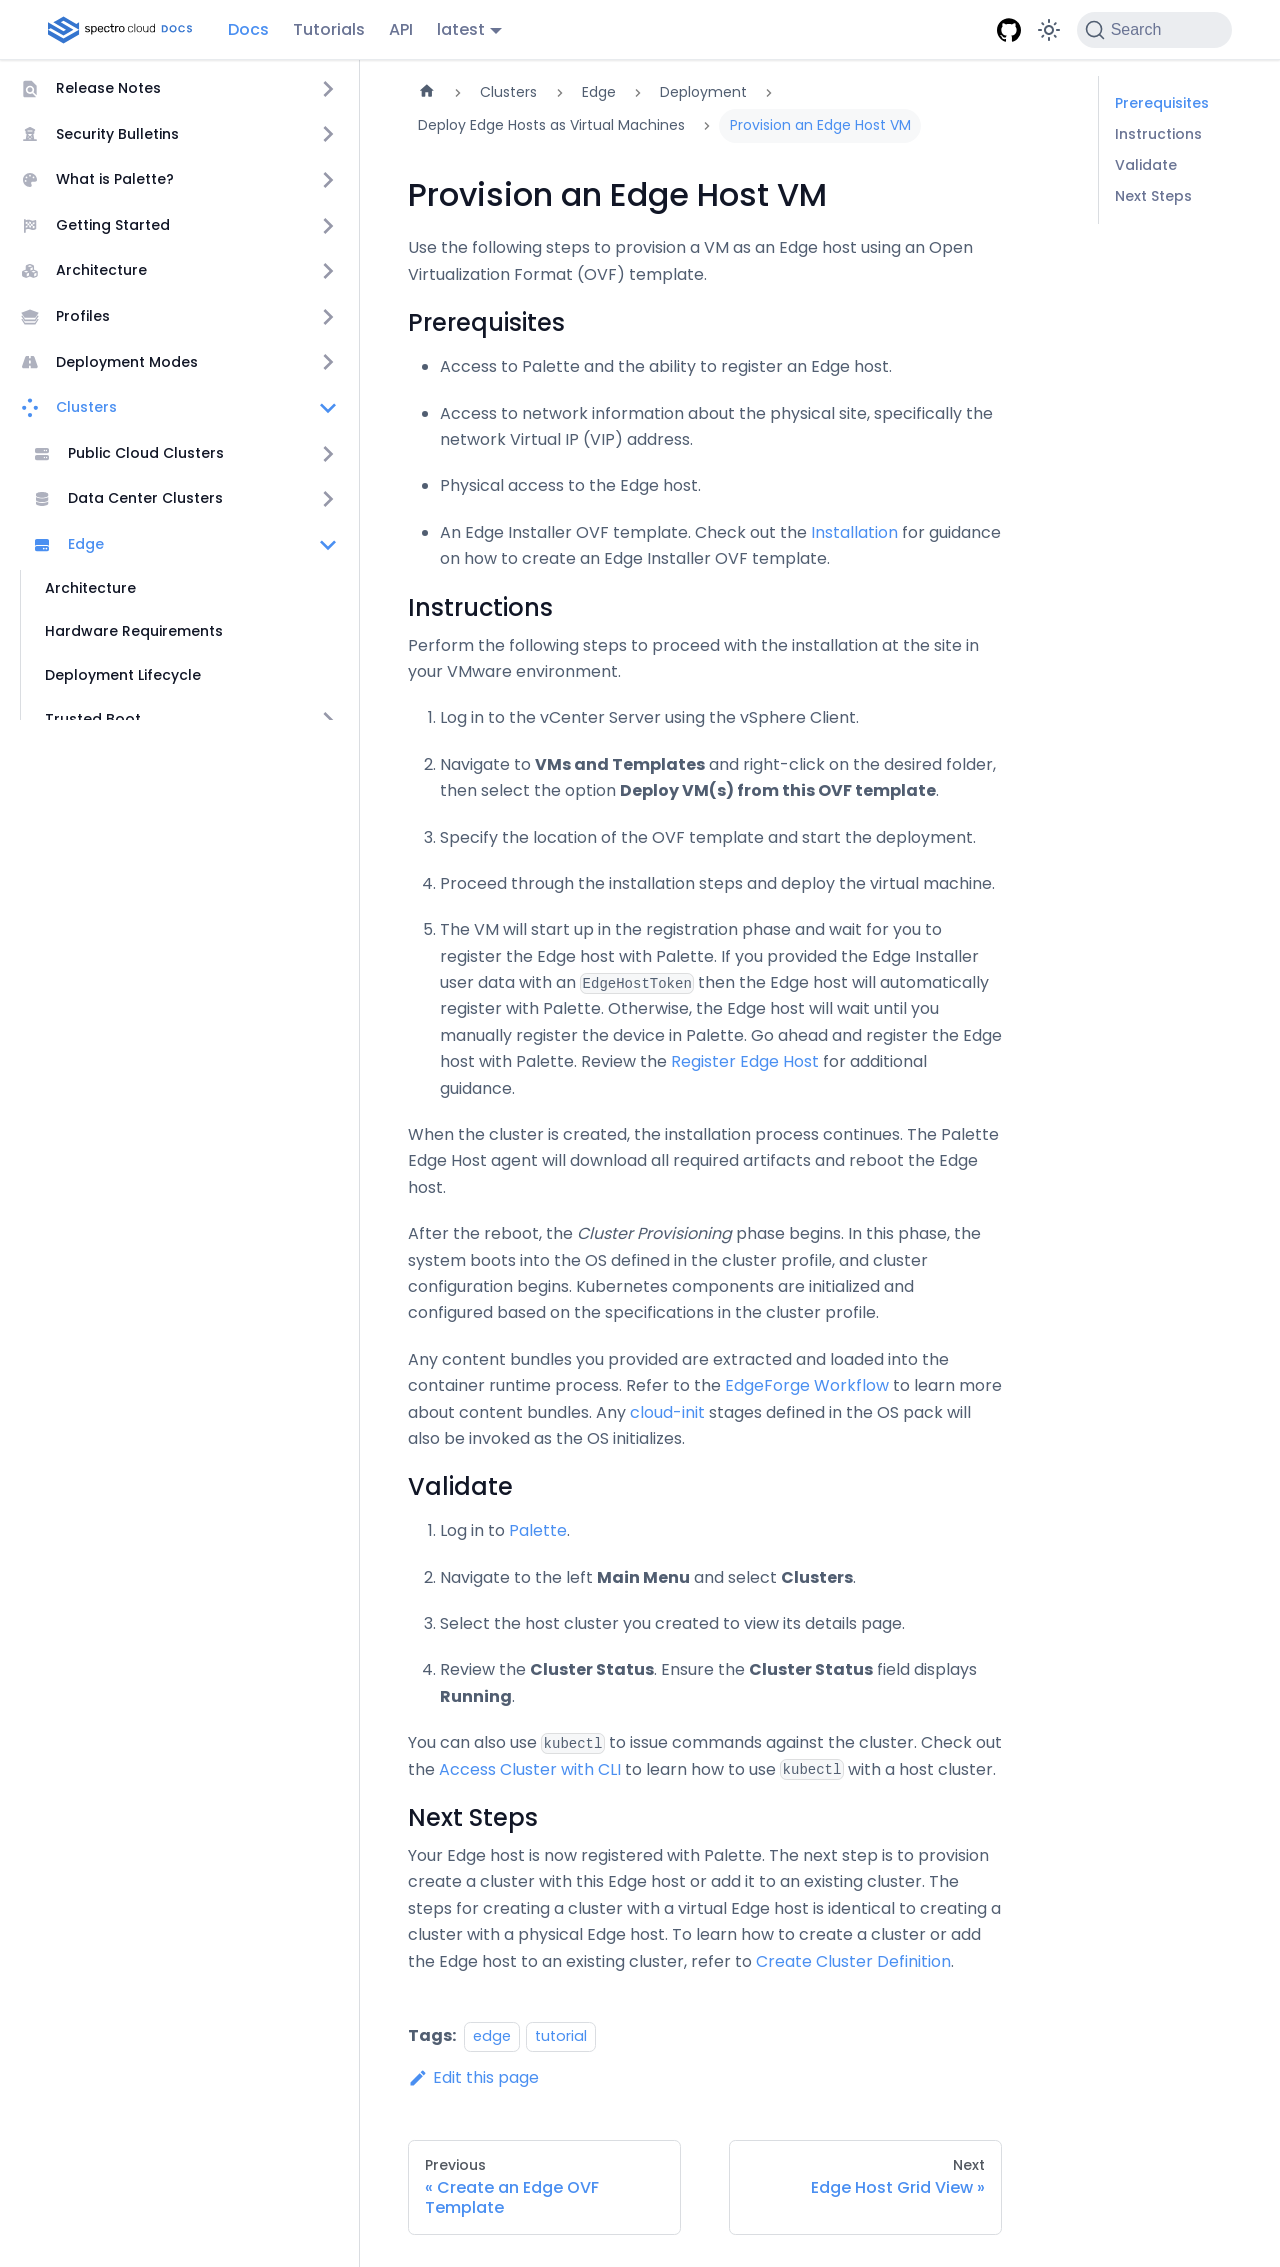 spectro cloud DOCS
Docs
Tutorials
API
latest
Search
Release Notes
Security Bulletins
What is Palette?
Getting Started
Architecture
Profiles
Deployment Modes
Clusters
Public Cloud Clusters
Data Center Clusters
Edge
Architecture
Hardware Requirements
Deployment Lifecycle
Trusted Boot
Clusters
Edge
Deployment
Deploy Edge Hosts as Virtual Machines
Provision an Edge Host VM
Provision an Edge Host VM
Use the following steps to provision a VM as an Edge host using an Open
Virtualization Format (OVF) template.
Prerequisites
Access to Palette and the ability to register an Edge host.
Access to network information about the physical site, specifically the
network Virtual IP (VIP) address.
Physical access to the Edge host.
An Edge Installer OVF template. Check out the Installation for guidance
on how to create an Edge Installer OVF template.
Instructions
Perform the following steps to proceed with the installation at the site in
your VMware environment.
1. Log in to the vCenter Server using the vSphere Client.
2. Navigate to VMs and Templates and right-click on the desired folder,
then select the option Deploy VM(s) from this OVF template.
3. Specify the location of the OVF template and start the deployment.
4. Proceed through the installation steps and deploy the virtual machine.
5. The VM will start up in the registration phase and wait for you to
register the Edge host with Palette. If you provided the Edge Installer
user data with an EdgeHostToken then the Edge host will automatically
register with Palette. Otherwise, the Edge host will wait until you
manually register the device in Palette. Go ahead and register the Edge
host with Palette. Review the Register Edge Host for additional
guidance.
When the cluster is created, the installation process continues. The Palette
Edge Host agent will download all required artifacts and reboot the Edge
host.
After the reboot, the Cluster Provisioning phase begins. In this phase, the
system boots into the OS defined in the cluster profile, and cluster
configuration begins. Kubernetes components are initialized and
configured based on the specifications in the cluster profile.
Any content bundles you provided are extracted and loaded into the
container runtime process. Refer to the EdgeForge Workflow to learn more
about content bundles. Any cloud-init stages defined in the OS pack will
also be invoked as the OS initializes.
Validate
1. Log in to Palette.
2. Navigate to the left Main Menu and select Clusters.
3. Select the host cluster you created to view its details page.
4. Review the Cluster Status. Ensure the Cluster Status field displays
Running.
You can also use kubectl to issue commands against the cluster. Check out
the Access Cluster with CLI to learn how to use kubectl with a host cluster.
Next Steps
Your Edge host is now registered with Palette. The next step is to provision
create a cluster with this Edge host or add it to an existing cluster. The
steps for creating a cluster with a virtual Edge host is identical to creating a
cluster with a physical Edge host. To learn how to create a cluster or add
the Edge host to an existing cluster, refer to Create Cluster Definition.
Tags: edge tutorial
Edit this page
Previous
« Create an Edge OVF
Template
Next
Edge Host Grid View »
Prerequisites
Instructions
Validate
Next Steps